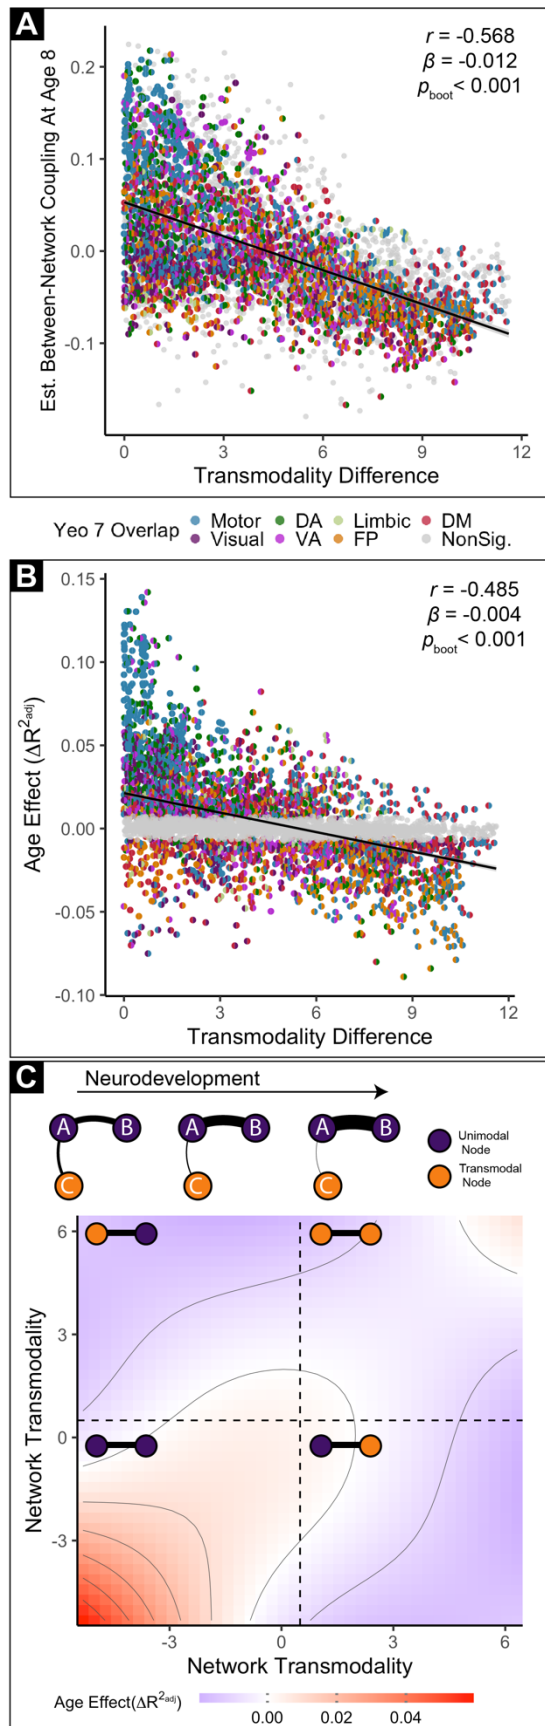 A
r = -0.568
β = -0.012
pboot< 0.001
Est. Between-Network Coupling At Age 8
0.2
0.1
0.0
-0.1
0 3 6 9 12
Transmodality Difference
Yeo 7 Overlap
Motor DA Limbic DM
Visual VA FP NonSig.
B
r = -0.485
β = -0.004
pboot< 0.001
Age Effect (ΔR²adj)
0.15
0.10
0.05
0.00
-0.05
-0.10
0 3 6 9 12
Transmodality Difference
C
Neurodevelopment
A B A B A B
C C C
Unimodal
Node
Transmodal
Node
Network Transmodality
6
3
0
-3
-3 0 3 6
Network Transmodality
Age Effect(ΔR²adj)
0.00 0.02 0.04